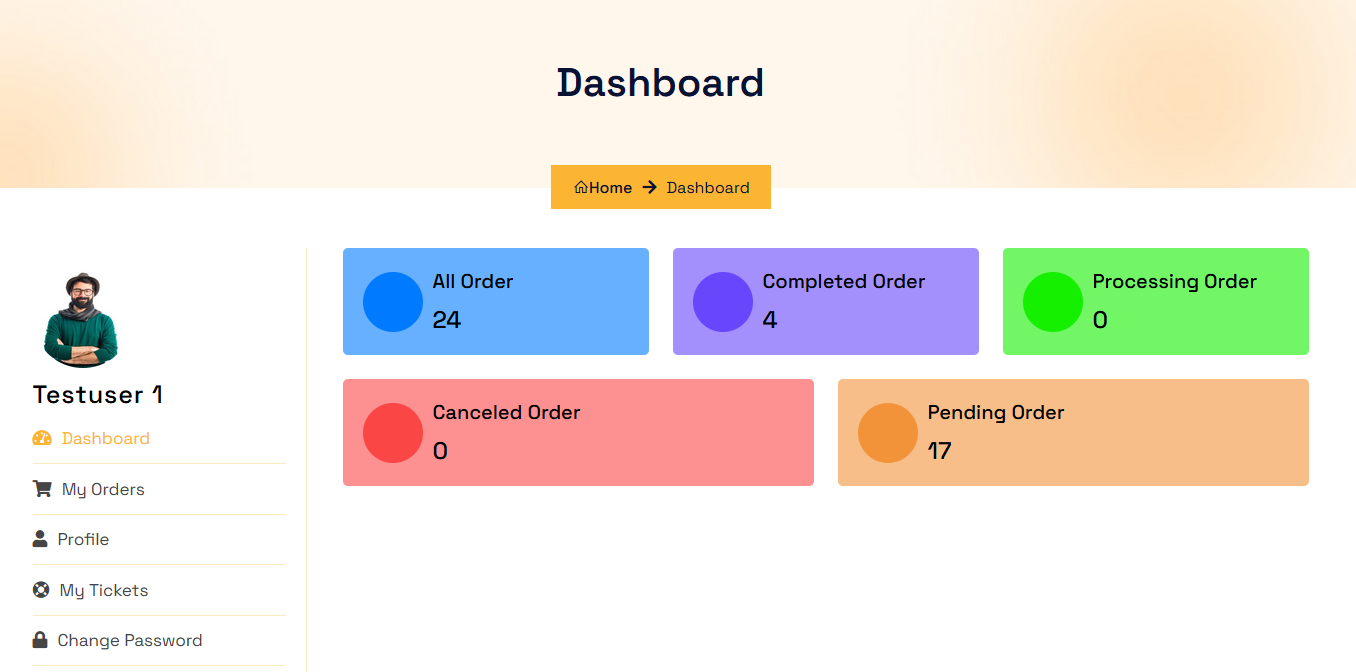 Dashboard
Home Dashboard
Testuser 1
Dashboard
My Orders
Profile
My Tickets
Change Password
All Order
24
Completed Order
4
Processing Order
0
Canceled Order
0
Pending Order
17